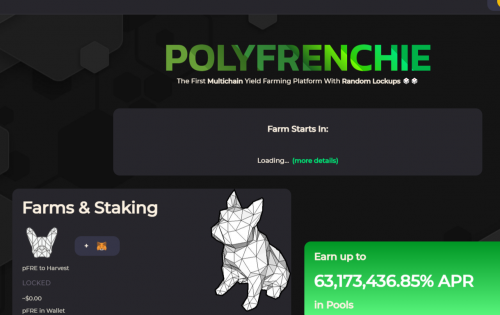 POLYFRENCHIE
The First Multichain Yield Farming Platform With Random Lockups
Farm Starts In:
Loading... (more details)
Farms & Staking
+
pFRE to Harvest
LOCKED
~$0.00
pFRE in Wallet
Earn up to
63,173,436.85% APR
in Pools